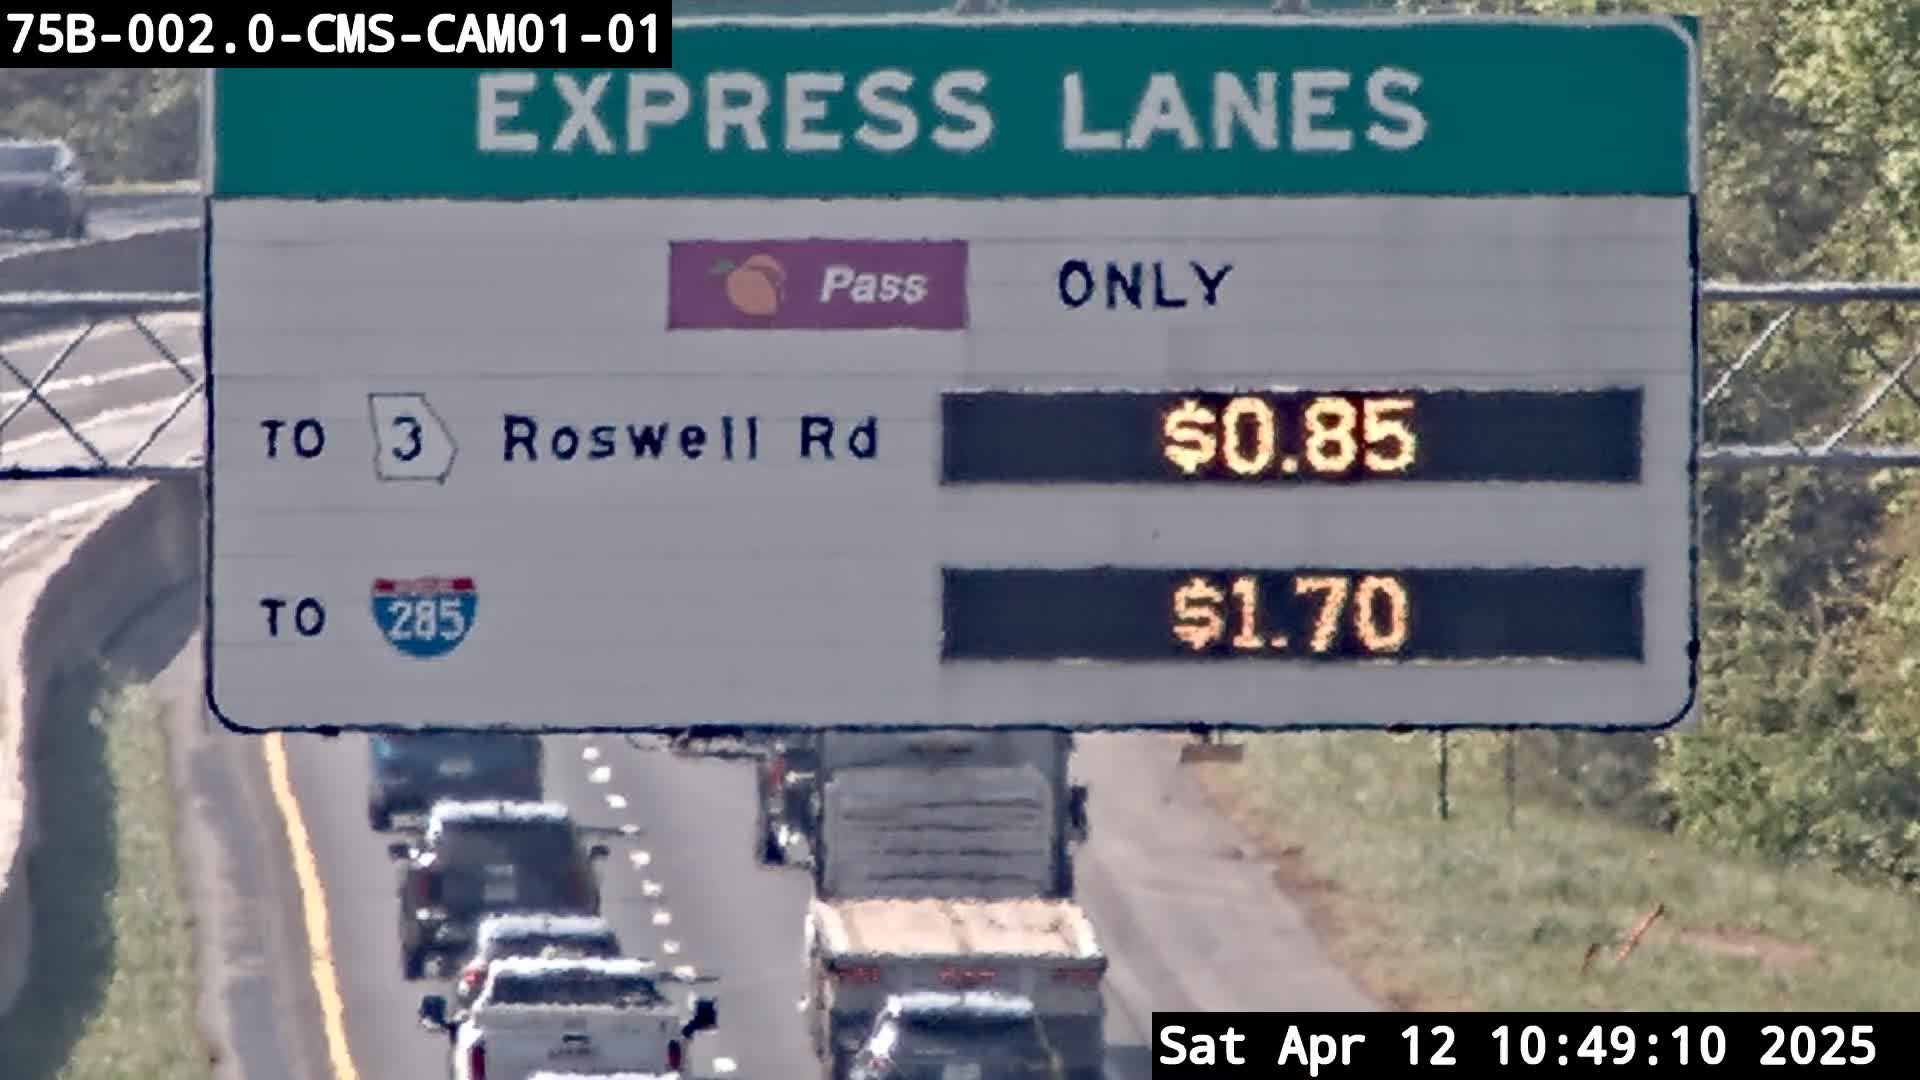 75B-002.0-CMS-CAM01-01
EXPRESS LANES
Pass ONLY
TO 3 Roswell Rd $0.85
TO 285 $1.70
Sat Apr 12 10:49:10 2025